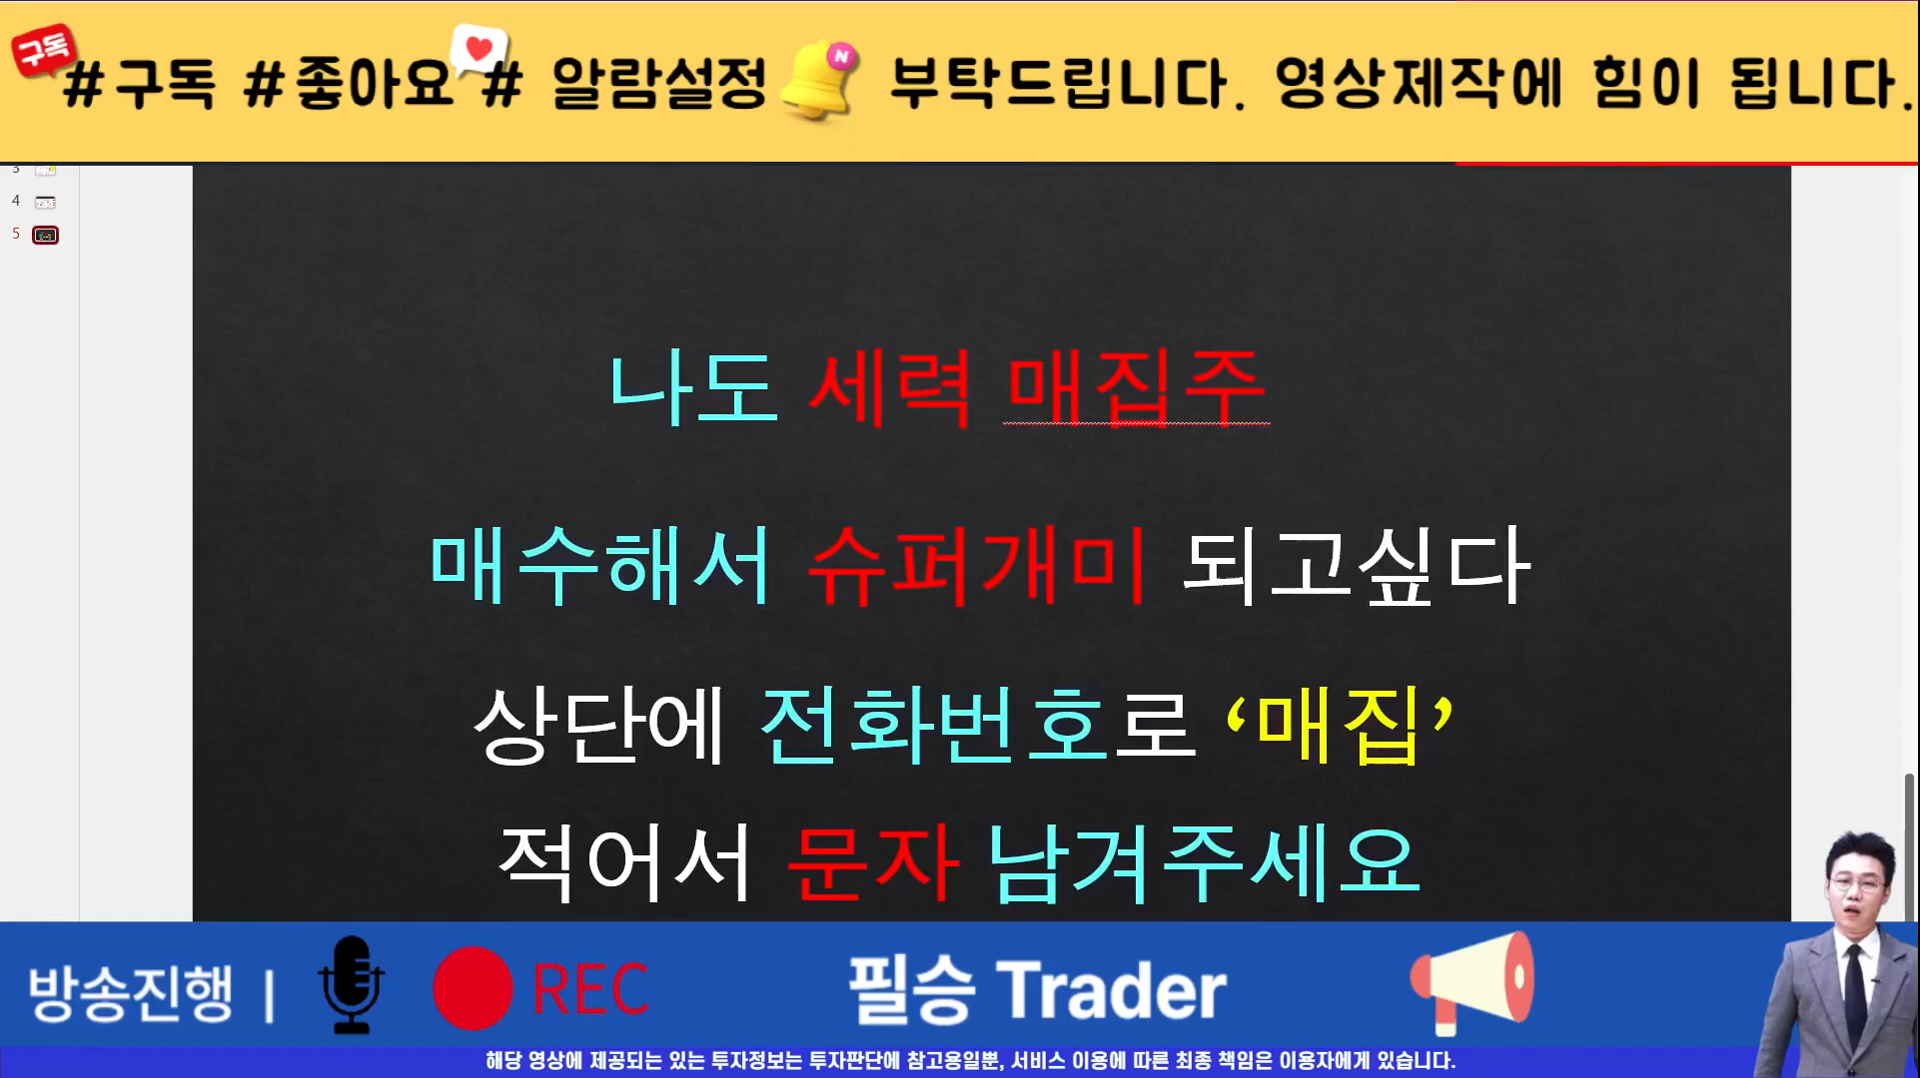 구독
#구독 #좋아요 # 알람설정 N 부탁드립니다. 영상제작에 힘이 됩니다.
3
4
5
나도 세력 매집주
매수해서 슈퍼개미 되고싶다
상단에 전화번호로 ‘매집’
적어서 문자 남겨주세요
방송진행 | REC 필승 Trader
해당 영상에 제공되는 있는 투자정보는 투자판단에 참고용일뿐, 서비스 이용에 따른 최종 책임은 이용자에게 있습니다.